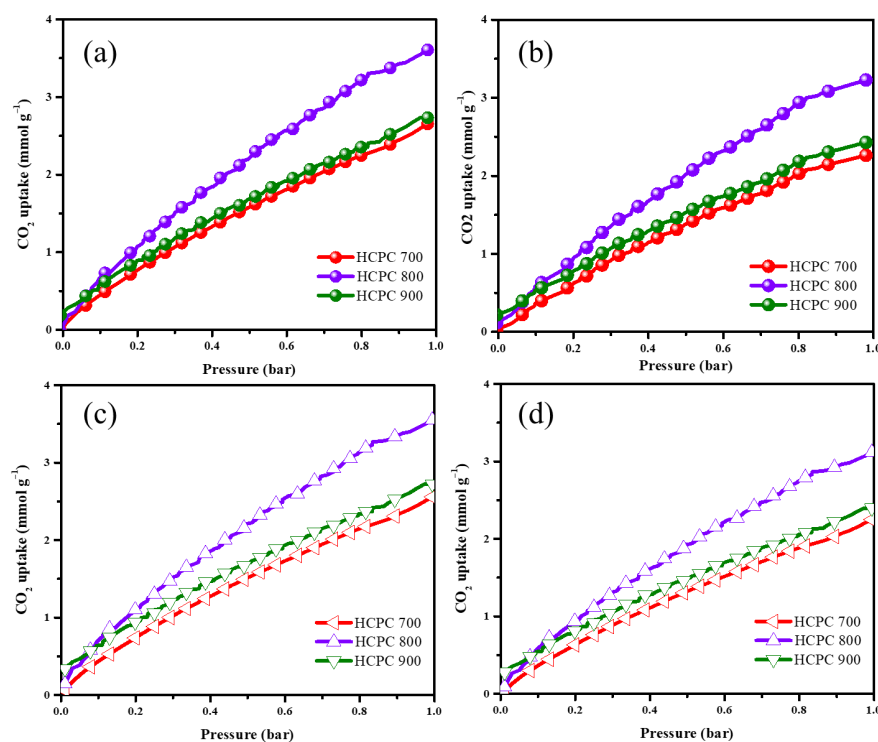 (a)
CO₂ uptake (mmol g⁻¹)
4
3
2
1
0
HCPC 700
HCPC 800
HCPC 900
0.0 0.2 0.4 0.6 0.8 1.0
Pressure (bar)
(b)
CO2 uptake (mmol g⁻¹)
4
3
2
1
0
HCPC 700
HCPC 800
HCPC 900
0.0 0.2 0.4 0.6 0.8 1.0
Pressure (bar)
(c)
CO₂ uptake (mmol g⁻¹)
4
3
2
1
0
HCPC 700
HCPC 800
HCPC 900
0.0 0.2 0.4 0.6 0.8 1.0
Pressure (bar)
(d)
CO₂ uptake (mmol g⁻¹)
4
3
2
1
0
HCPC 700
HCPC 800
HCPC 900
0.0 0.2 0.4 0.6 0.8 1.0
Pressure (bar)